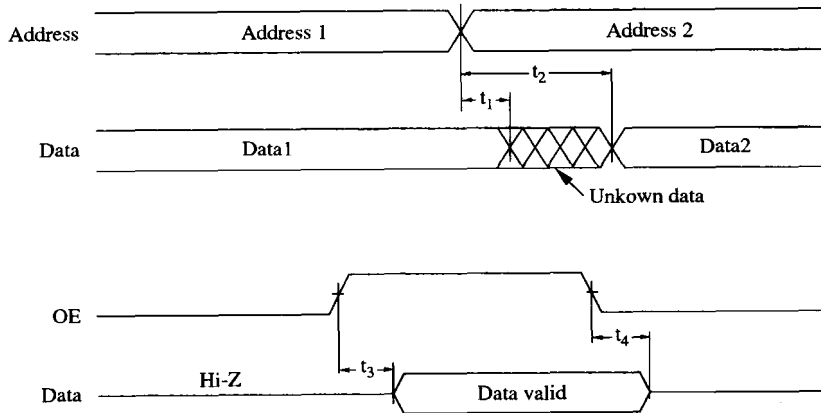 Address Address 1 Address 2
t2
t1
Data Data1 Data2
Unkown data
OE
t4
t3
Hi-Z
Data Data valid